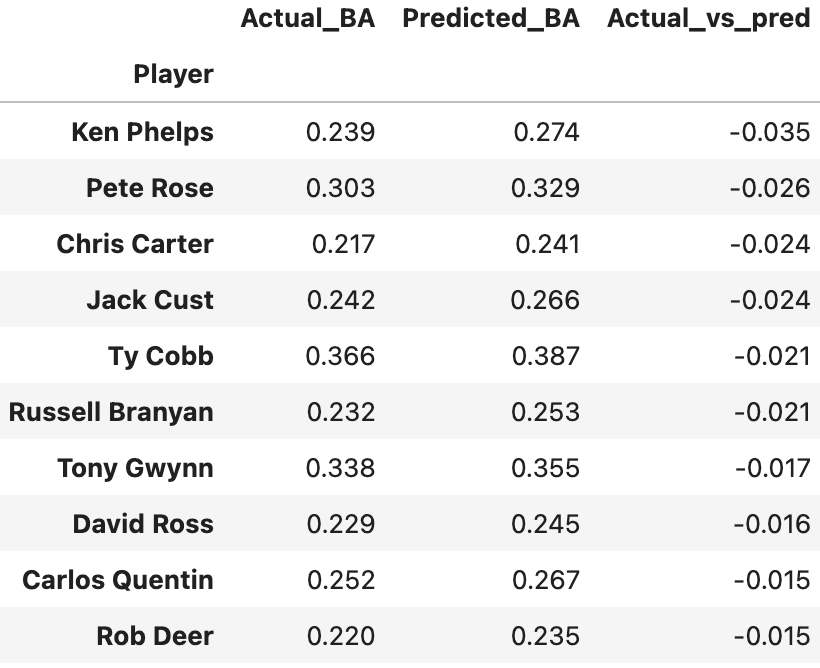 Actual_BA Predicted_BA Actual_vs_pred
Player
Ken Phelps 0.239 0.274 -0.035
Pete Rose 0.303 0.329 -0.026
Chris Carter 0.217 0.241 -0.024
Jack Cust 0.242 0.266 -0.024
Ty Cobb 0.366 0.387 -0.021
Russell Branyan 0.232 0.253 -0.021
Tony Gwynn 0.338 0.355 -0.017
David Ross 0.229 0.245 -0.016
Carlos Quentin 0.252 0.267 -0.015
Rob Deer 0.220 0.235 -0.015